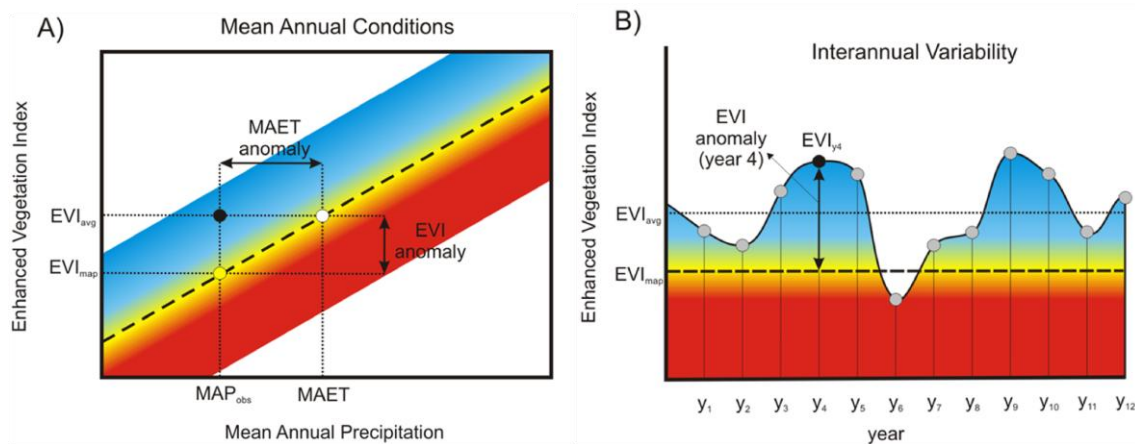 A)
Mean Annual Conditions
Enhanced Vegetation Index
MAET
anomaly
EVIavg
EVI
anomaly
EVImap
MAPobs
MAET
Mean Annual Precipitation
B)
Interannual Variability
Enhanced Vegetation Index
EVI
anomaly
(year 4)
EVIy4
EVIavg
EVImap
y1 y2 y3 y4 y5 y6 y7 y8 y9 y10 y11 y12
year